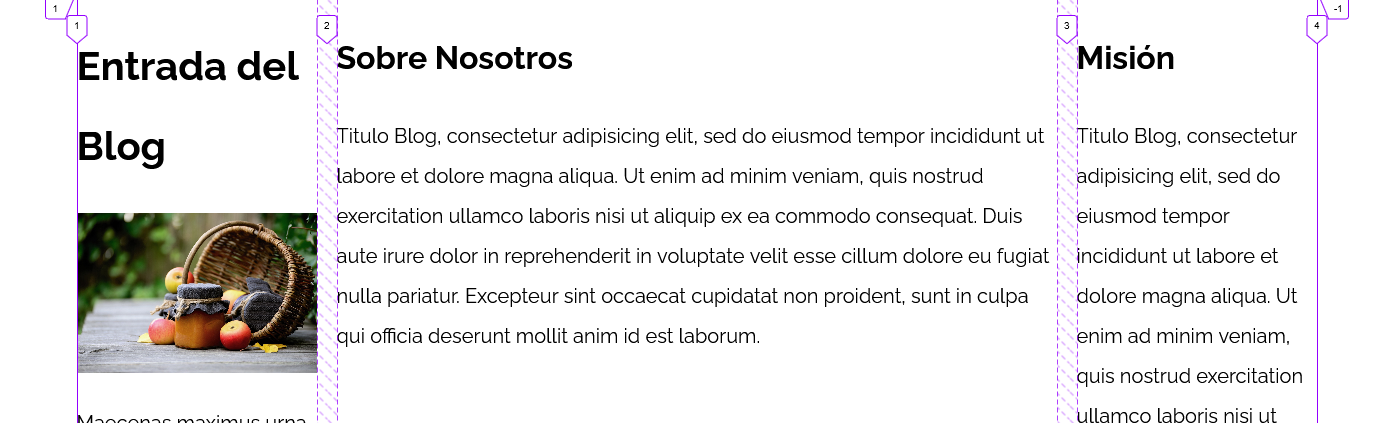 1
1
2
3
4
-1
Entrada del
Blog
Maecenas maximus urna
Sobre Nosotros
Titulo Blog, consectetur adipisicing elit, sed do eiusmod tempor incididunt ut
labore et dolore magna aliqua. Ut enim ad minim veniam, quis nostrud
exercitation ullamco laboris nisi ut aliquip ex ea commodo consequat. Duis
aute irure dolor in reprehenderit in voluptate velit esse cillum dolore eu fugiat
nulla pariatur. Excepteur sint occaecat cupidatat non proident, sunt in culpa
qui officia deserunt mollit anim id est laborum.
Misión
Titulo Blog, consectetur
adipisicing elit, sed do
eiusmod tempor
incididunt ut labore et
dolore magna aliqua. Ut
enim ad minim veniam,
quis nostrud exercitation
ullamco laboris nisi ut